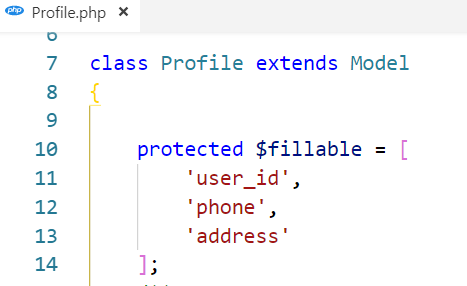 php Profile.php ×
6
7 class Profile extends Model
8 {
9
10 protected $fillable = [
11 'user_id',
12 'phone',
13 'address'
14 ];